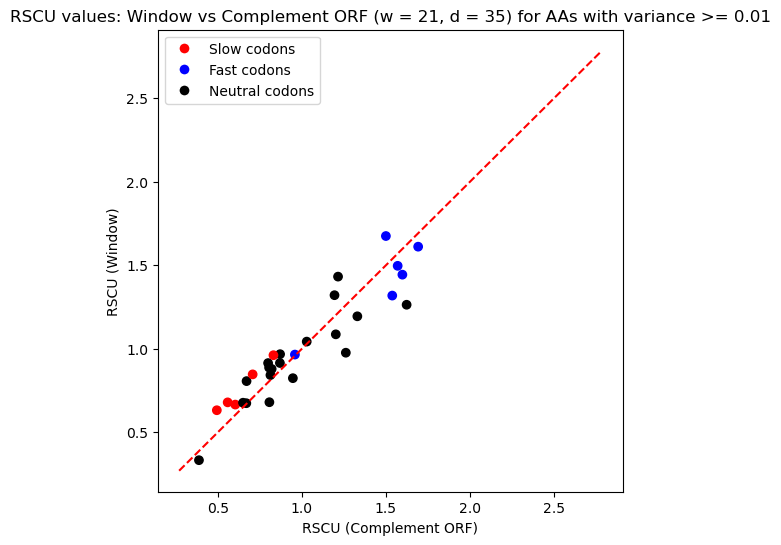 RSCU values: Window vs Complement ORF (w = 21, d = 35) for AAs with variance >= 0.01
Slow codons
Fast codons
Neutral codons
2.5
2.0
1.5
1.0
0.5
RSCU (Window)
0.5 1.0 1.5 2.0 2.5
RSCU (Complement ORF)